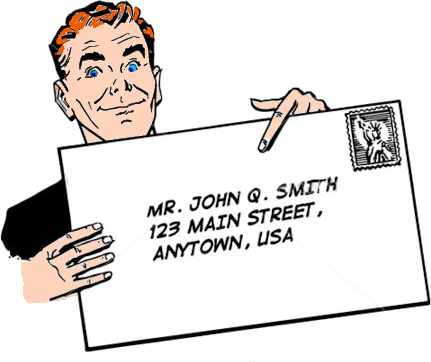 MR. JOHN Q. SMITH
123 MAIN STREET,
ANYTOWN, USA